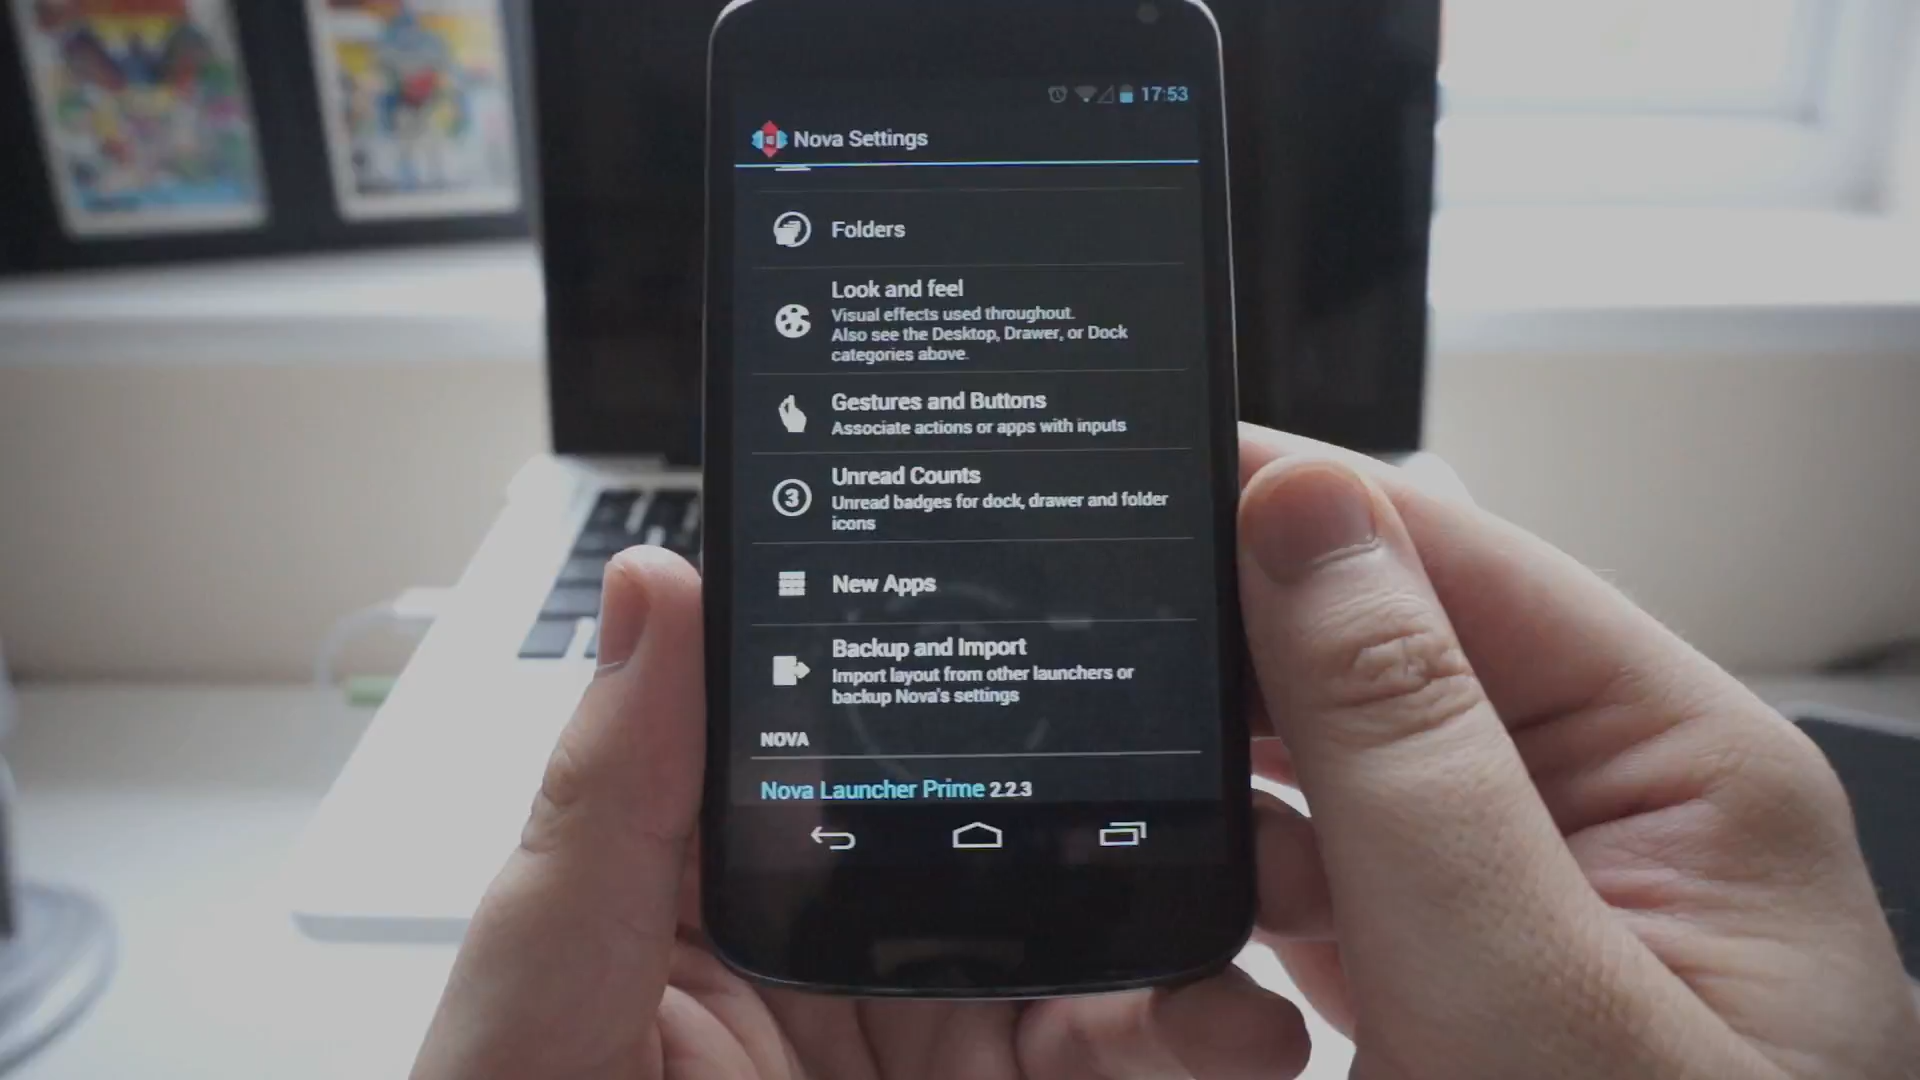 17:53
Nova Settings
Folders
Look and feel
Visual effects used throughout.
Also see the Desktop, Drawer, or Dock
categories above.
Gestures and Buttons
Associate actions or apps with inputs
3
Unread Counts
Unread badges for dock, drawer and folder
icons
New Apps
Backup and Import
Import layout from other launchers or
backup Nova's settings
NOVA
Nova Launcher Prime 2.2.3